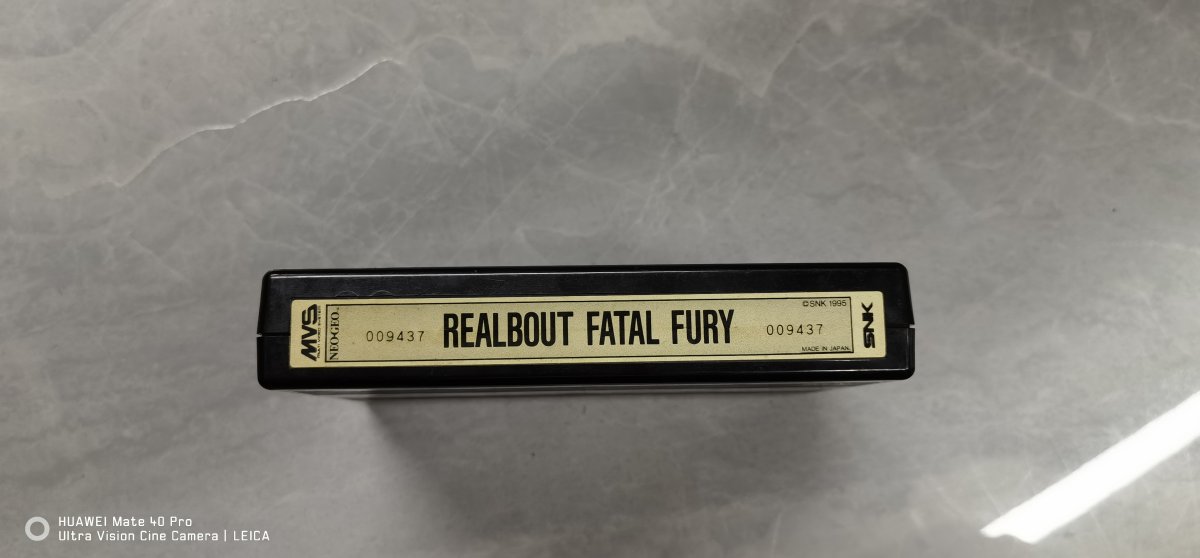 MVS
NEO·GEO
009437
REALBOUT FATAL FURY
009437
©SNK 1995
MADE IN JAPAN
SNK
HUAWEI Mate 40 Pro
Ultra Vision Cine Camera | LEICA